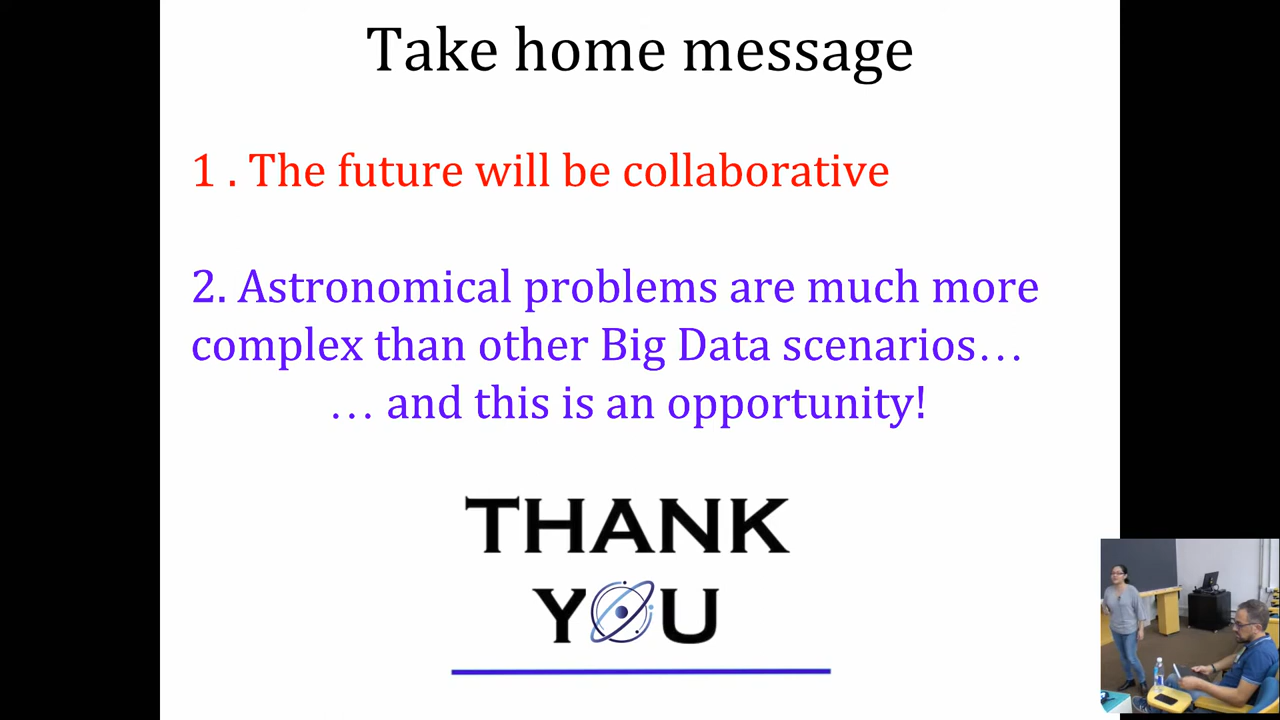 Take home message
1 . The future will be collaborative
2. Astronomical problems are much more
complex than other Big Data scenarios…
… and this is an opportunity!
THANK
YOU